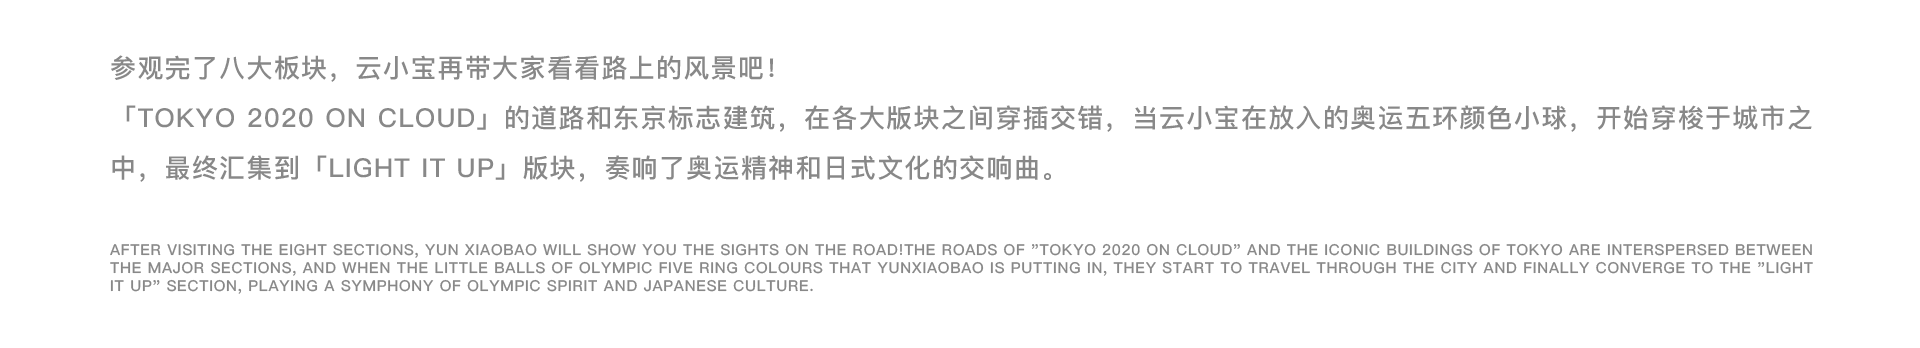 参观完了八大板块，云小宝再带大家看看路上的风景吧！
「TOKYO 2020 ON CLOUD」的道路和东京标志建筑，在各大版块之间穿插交错，当云小宝在放入的奥运五环颜色小球，开始穿梭于城市之
中，最终汇集到「LIGHT IT UP」版块，奏响了奥运精神和日式文化的交响曲。
AFTER VISITING THE EIGHT SECTIONS, YUN XIAOBAO WILL SHOW YOU THE SIGHTS ON THE ROAD!THE ROADS OF ”TOKYO 2020 ON CLOUD” AND THE ICONIC BUILDINGS OF TOKYO ARE INTERSPERSED BETWEEN
THE MAJOR SECTIONS, AND WHEN THE LITTLE BALLS OF OLYMPIC FIVE RING COLOURS THAT YUNXIAOBAO IS PUTTING IN, THEY START TO TRAVEL THROUGH THE CITY AND FINALLY CONVERGE TO THE ”LIGHT
IT UP” SECTION, PLAYING A SYMPHONY OF OLYMPIC SPIRIT AND JAPANESE CULTURE.